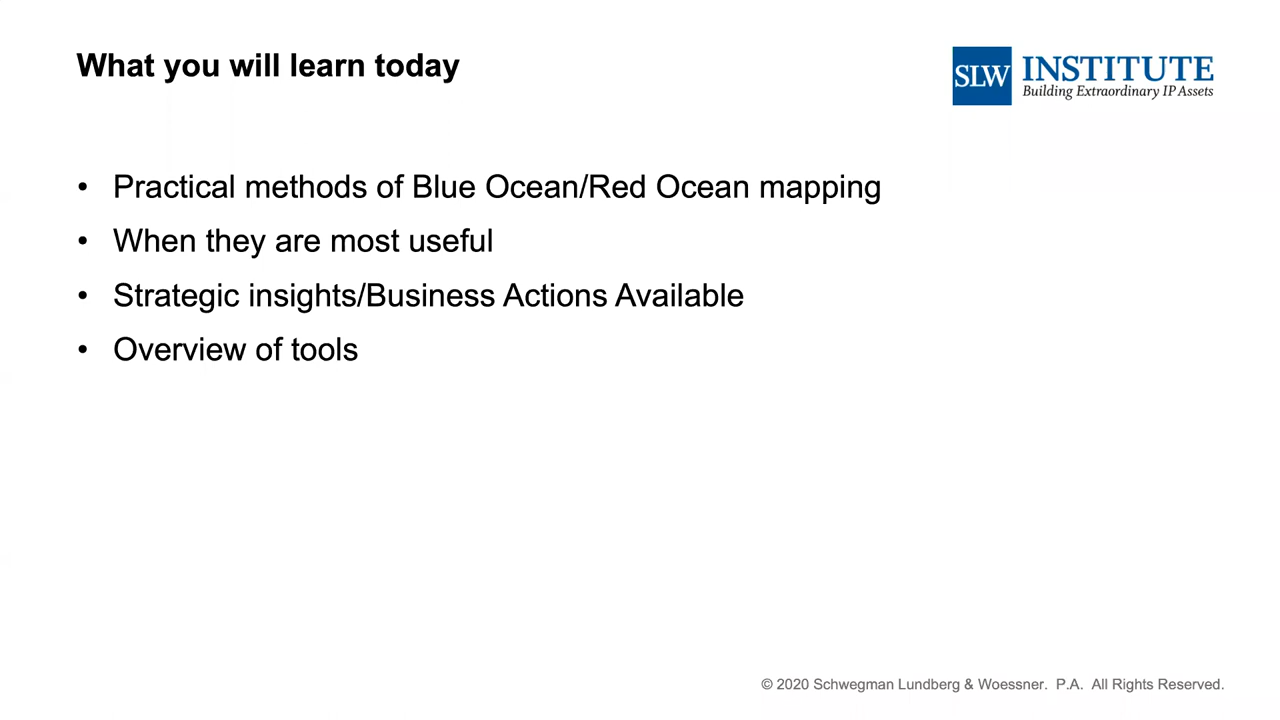 What you will learn today
SLW INSTITUTE
Building Extraordinary IP Assets
• Practical methods of Blue Ocean/Red Ocean mapping
• When they are most useful
• Strategic insights/Business Actions Available
• Overview of tools
© 2020 Schwegman Lundberg & Woessner. P.A. All Rights Reserved.